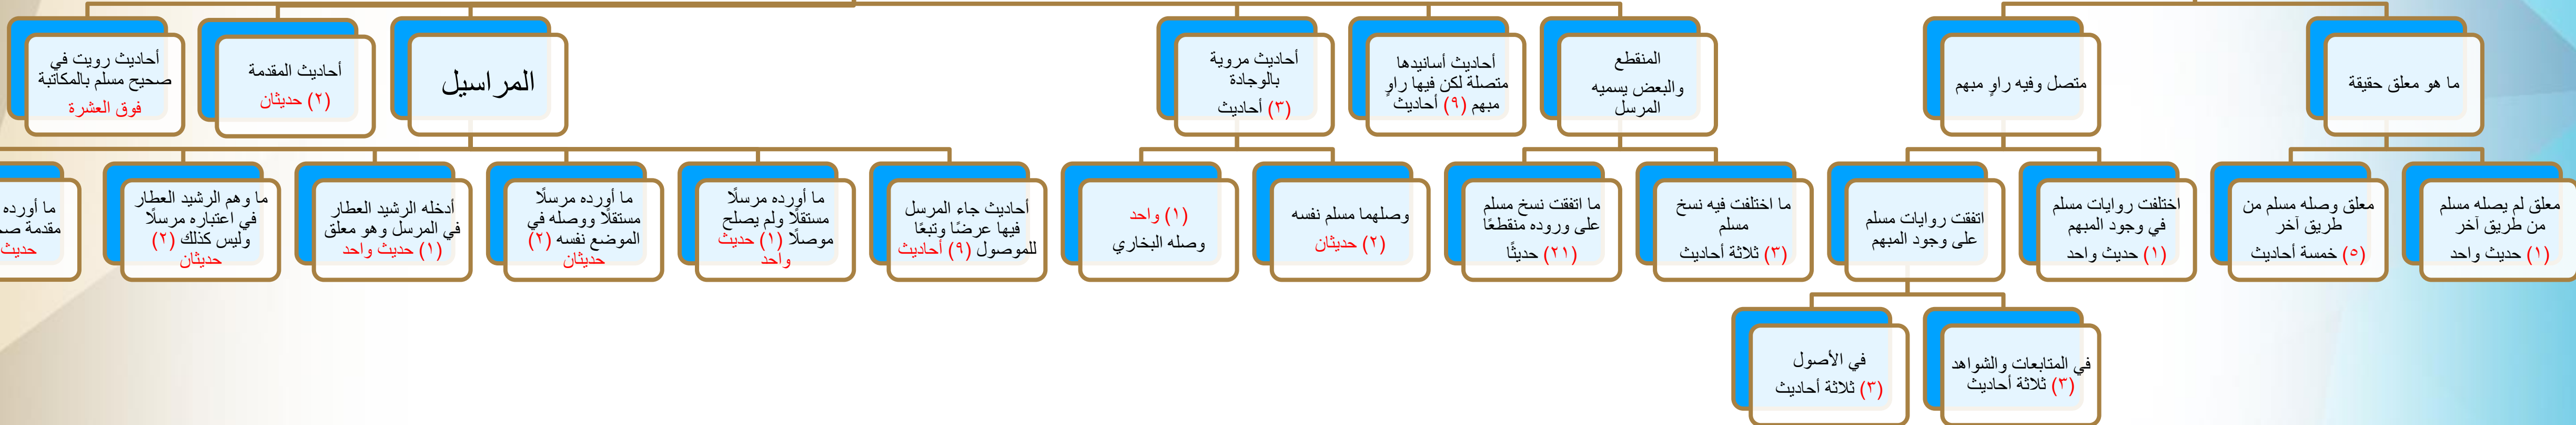 ما هو معلق حقيقة
متصل وفيه راوٍ مبهم
المنقطع
والبعض يسميه
المرسل
أحاديث أسانيدها
متصلة لكن فيها راوٍ
مبهم (٩) أحاديث
أحاديث مروية
بالوجادة
(٣) أحاديث
المراسيل
أحاديث المقدمة
(٢) حديثان
أحاديث رويت في
صحيح مسلم بالمكاتبة
فوق العشرة
معلق لم يصله مسلم
من طريق آخر
(١) حديث واحد
معلق وصله مسلم من
طريق آخر
(٥) خمسة أحاديث
اختلفت روايات مسلم
في وجود المبهم
(١) حديث واحد
اتفقت روايات مسلم
على وجود المبهم
ما اختلفت فيه نسخ
مسلم
(٣) ثلاثة أحاديث
ما اتفقت نسخ مسلم
على وروده منقطعًا
(٢١) حديثًا
وصلهما مسلم نفسه
(٢) حديثان
(١) واحد
وصله البخاري
أحاديث جاء المرسل
فيها عرضًا وتبعًا
للموصول (٩) أحاديث
ما أورده مرسلًا
مستقلًا ولم يصلح
موصلًا (١) حديث
واحد
ما أورده مرسلًا
مستقلًا ووصله في
الموضع نفسه (٢)
حديثان
أدخله الرشيد العطار
في المرسل وهو معلق
(١) حديث واحد
ما وهم الرشيد العطار
في اعتباره مرسلًا
وليس كذلك (٢)
حديثان
ما أورده
مقدمة
حديث
في المتابعات والشواهد
(٣) ثلاثة أحاديث
في الأصول
(٣) ثلاثة أحاديث